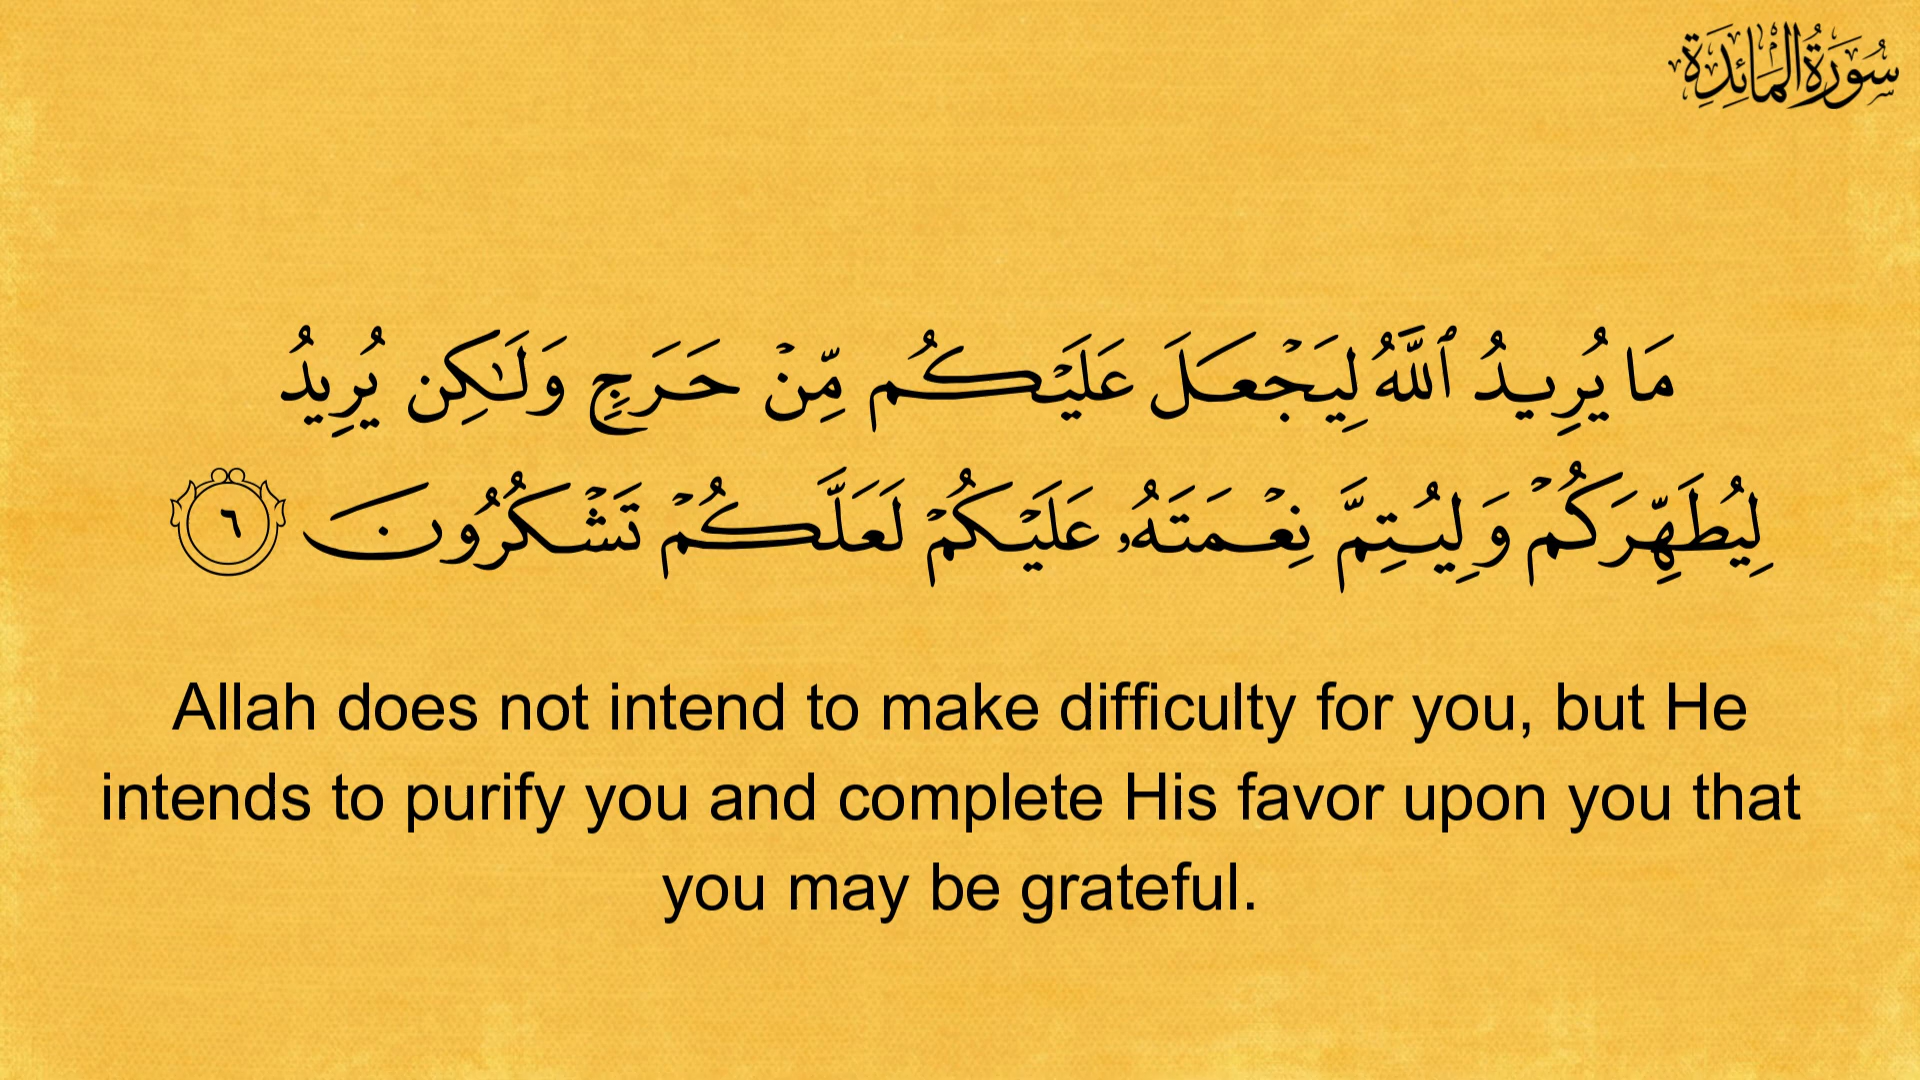 سُورَةُ الْمَائِدَةِ
مَا يُرِيدُ ٱللَّهُ لِيَجْعَلَ عَلَيْكُم مِّنْ حَرَجٍ وَلَـٰكِن يُرِيدُ
لِيُطَهِّرَكُمْ وَلِيُتِمَّ نِعْمَتَهُۥ عَلَيْكُمْ لَعَلَّكُمْ تَشْكُرُونَ ٦
Allah does not intend to make difficulty for you, but He
intends to purify you and complete His favor upon you that
you may be grateful.